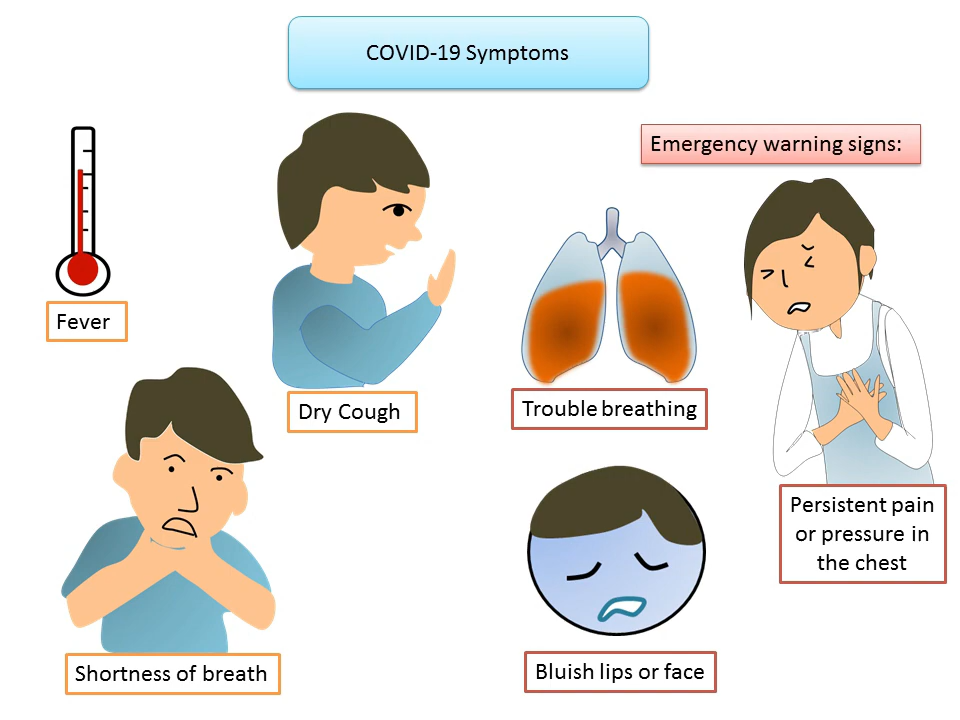 COVID-19 Symptoms
Emergency warning signs:
Fever
Dry Cough
Trouble breathing
Persistent pain
or pressure in
the chest
Shortness of breath
Bluish lips or face